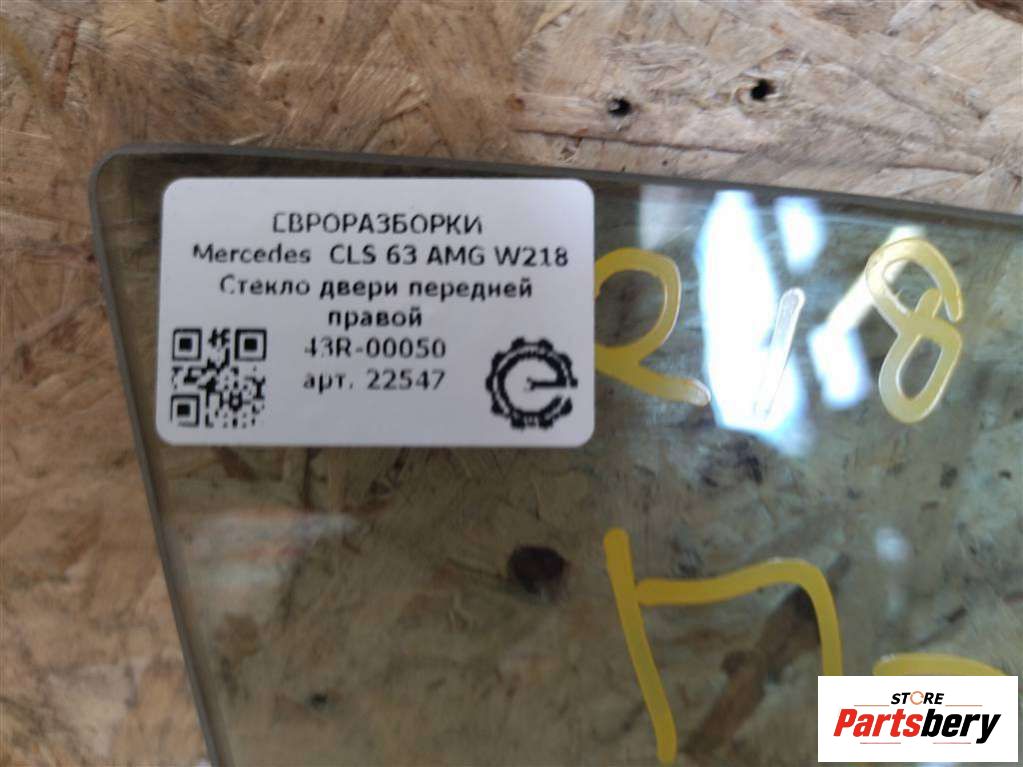 ЕВРОРАЗБОРКИ
Mercedes CLS 63 AMG W218
Стекло двери передней
правой
43R-00050
арт. 22547
218
П
STORE
Partsbery